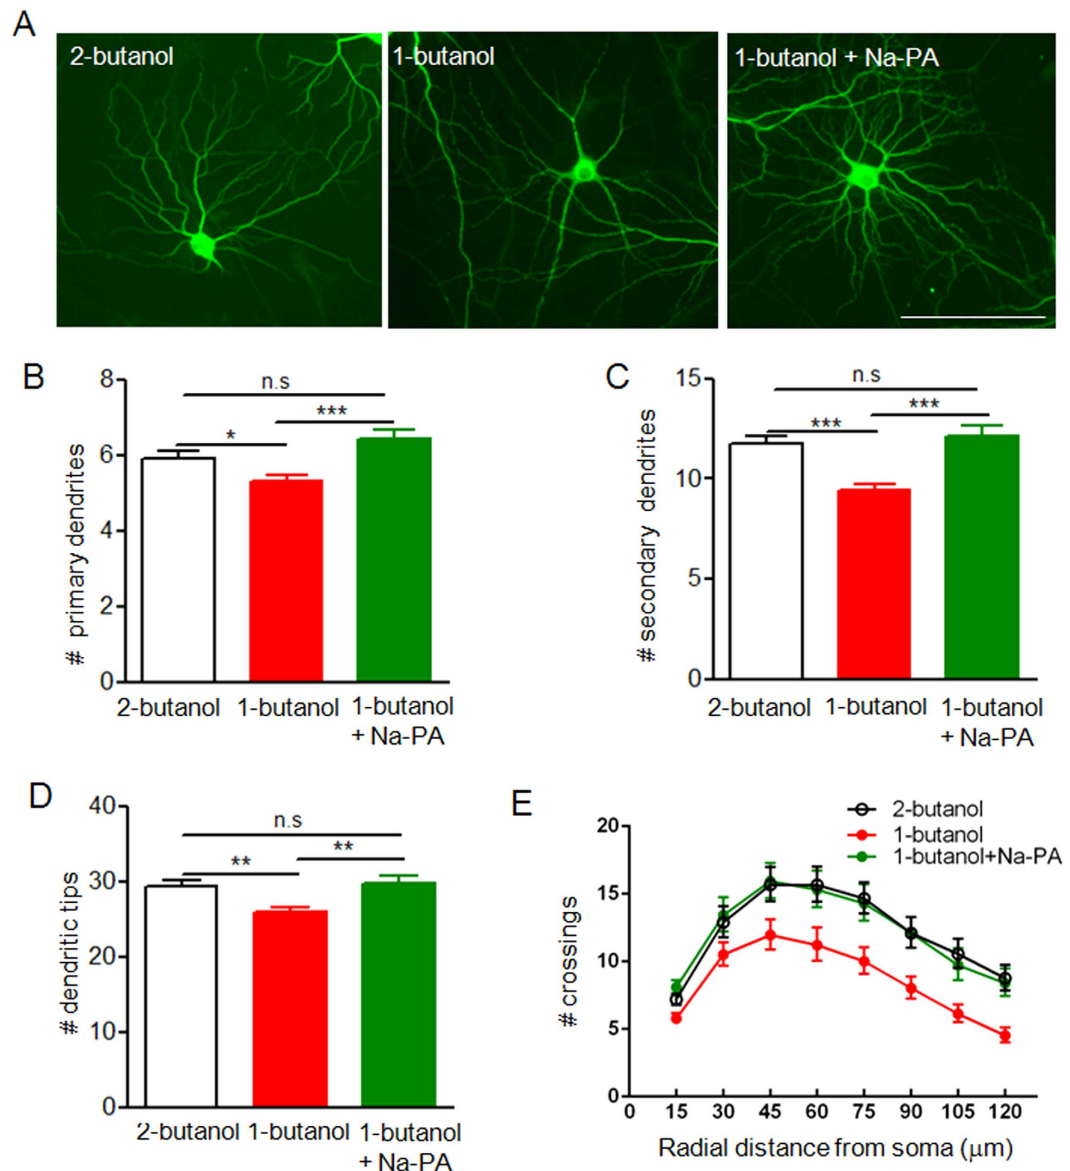 A
2-butanol
1-butanol
1-butanol + Na-PA
B
# primary dendrites
8
6
4
2
0
n.s
***
*
2-butanol
1-butanol
1-butanol
+ Na-PA
C
# secondary dendrites
15
10
5
0
n.s
***
***
2-butanol
1-butanol
1-butanol
+ Na-PA
D
# dendritic tips
40
30
20
10
0
n.s
**
**
2-butanol
1-butanol
1-butanol
+ Na-PA
E
2-butanol
1-butanol
1-butanol+Na-PA
# crossings
20
15
10
5
0
0 15 30 45 60 75 90 105 120
Radial distance from soma (μm)